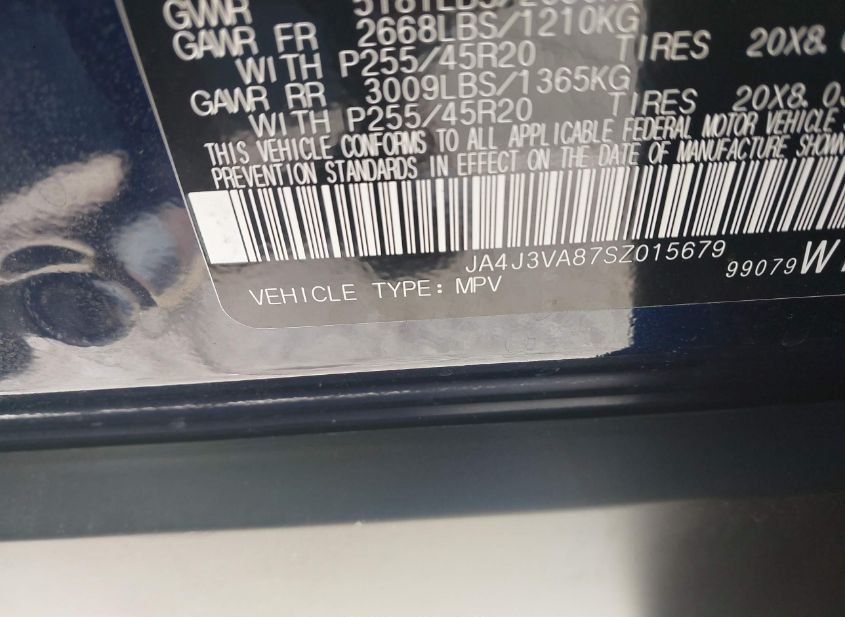 GVWR 5181LBS/
GAWR FR 2668LBS/1210KG
WITH P255/45R20 TIRES 20X8.
GAWR RR 3009LBS/1365KG
WITH P255/45R20 TIRES 20X8.
THIS VEHICLE CONFORMS TO ALL APPLICABLE FEDERAL MOTOR VEHICLE
PREVENTION STANDARDS IN EFFECT ON THE DATE OF MANUFACTURE SHOWN
JA4J3VA87SZ015679
99079
VEHICLE TYPE: MPV